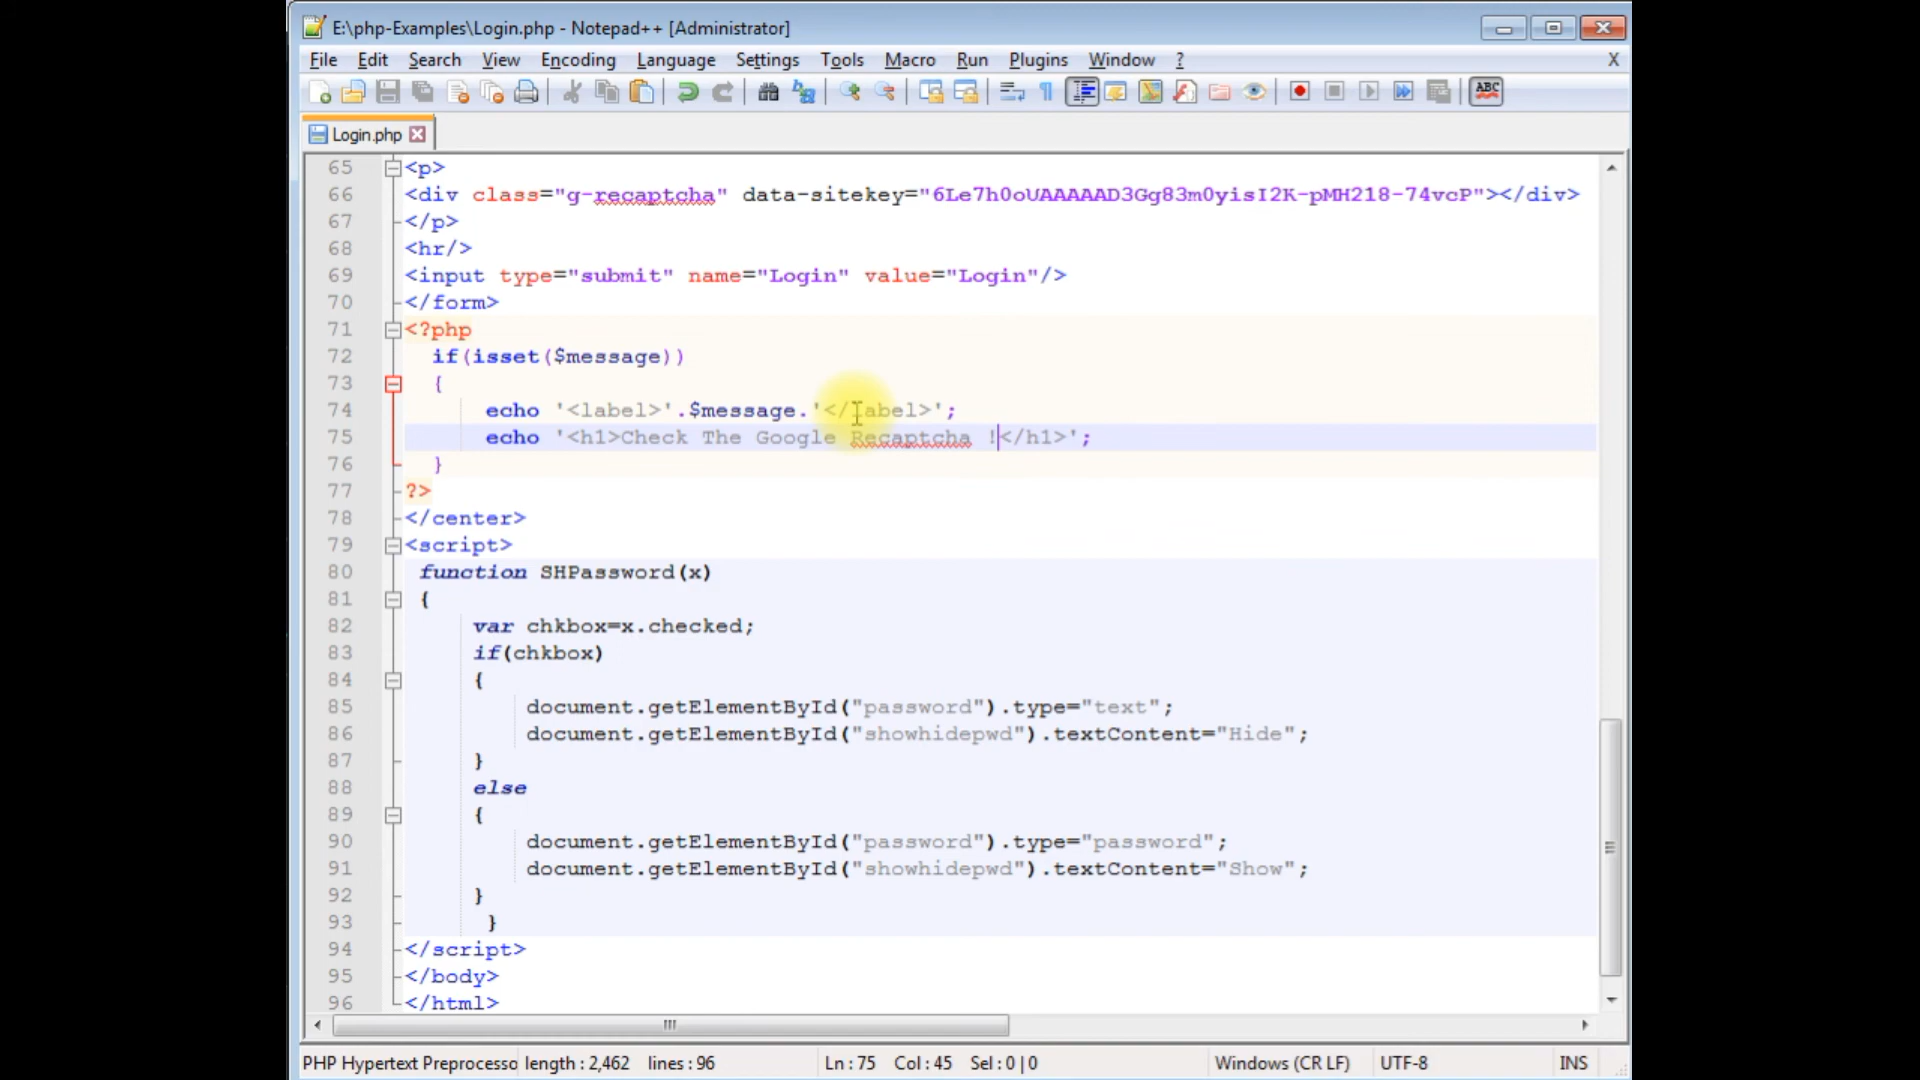 E:\php-Examples\Login.php - Notepad++ [Administrator]
File Edit Search View Encoding Language Settings Tools Macro Run Plugins Window ? X
ABC
Login.php
65 <p>
66 <div class="g-recaptcha" data-sitekey="6Le7h0oUAAAAAD3Gg83m0yisI2K-pMH218-74vcP"></div>
67 </p>
68 <hr/>
69 <input type="submit" name="Login" value="Login"/>
70 </form>
71 <?php
72 if(isset($message))
73 {
74 echo '<label>'.$message.'</label>';
75 echo '<h1>Check The Google Recaptcha !</h1>';
76 }
77 ?>
78 </center>
79 <script>
80 function SHPassword(x)
81 {
82 var chkbox=x.checked;
83 if(chkbox)
84 {
85 document.getElementById("password").type="text";
86 document.getElementById("showhidepwd").textContent="Hide";
87 }
88 else
89 {
90 document.getElementById("password").type="password";
91 document.getElementById("showhidepwd").textContent="Show";
92 }
93 }
94 </script>
95 </body>
96 </html>
PHP Hypertext Preprocesso length : 2,462 lines : 96 Ln : 75 Col : 45 Sel : 0 | 0 Windows (CR LF) UTF-8 INS